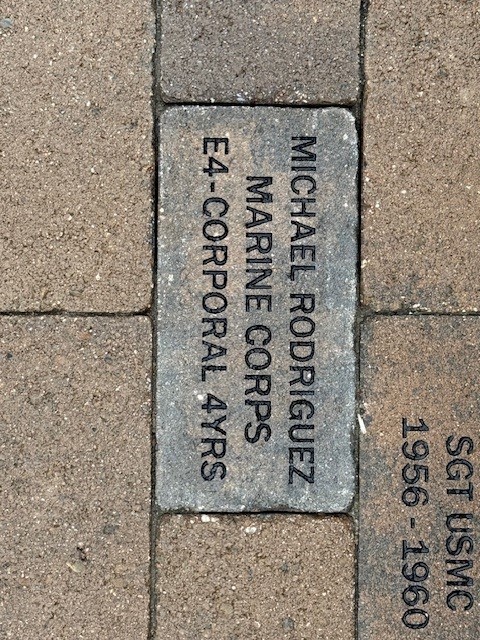 MICHAEL RODRIGUEZ
MARINE CORPS
E4-CORPORAL 4YRS
SGT USMC
1956 - 1960